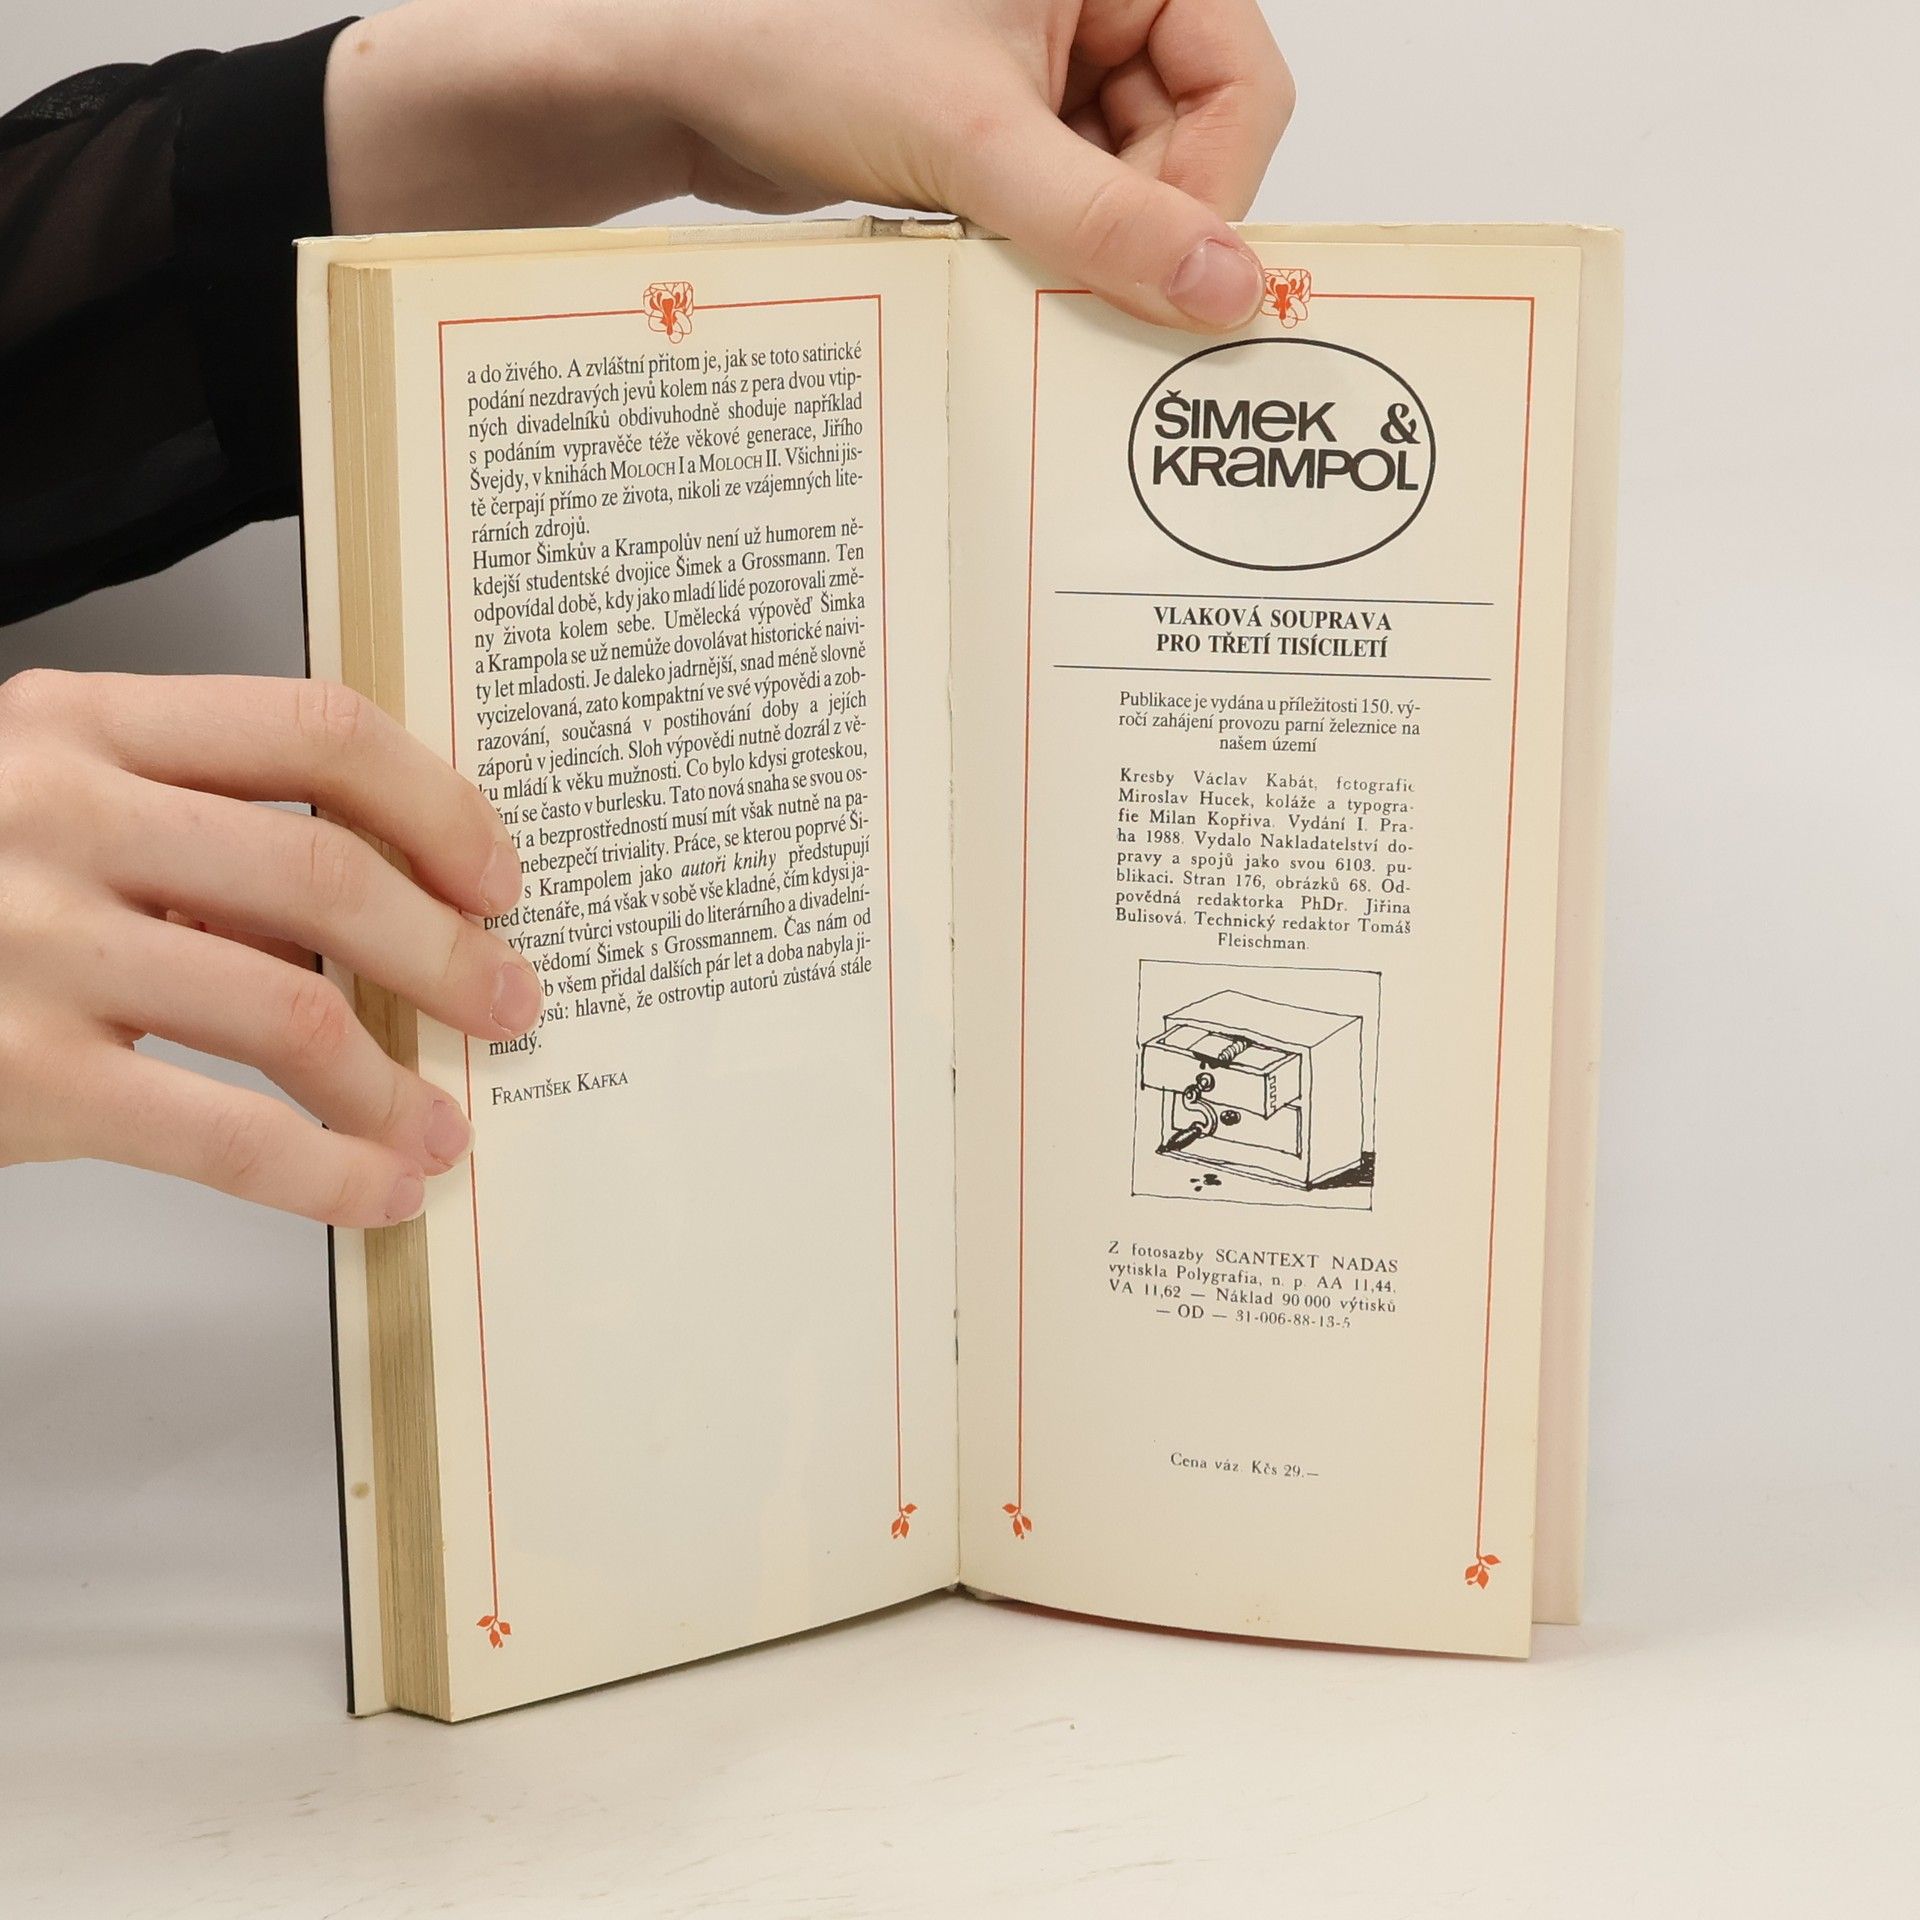 a do živého. A zvláštní přitom je, jak se toto satirické
podání nezdravých jevů kolem nás z pera dvou vtip-
ných divadelníků obdivuhodně shoduje například
s podáním vypravěče téže věkové generace, Jiřího
Švejdy, v knihách MOLOCH I a MOLOCH II. Všichni jis-
tě čerpají přímo ze života, nikoli ze vzájemných lite-
rárních zdrojů.
Humor Šimkův a Krampolův není už humorem ně-
kdejší studentské dvojice Šimek a Grossmann. Ten
odpovídal době, kdy jako mladí lidé pozorovali změ-
ny života kolem sebe. Umělecká výpověď Šimka
a Krampola se už nemůže dovolávat historické naivi-
ty let mladosti. Je daleko jadrnější, snad méně slovně
vycizelovaná, zato kompaktní ve své výpovědi a zob-
razování, současná v postihování doby a jejích
záporů v jedincích. Sloh výpovědi nutně dozrál z vě-
ku mládí k věku mužnosti. Co bylo kdysi groteskou,
ní se často v burlesku. Tato nová snaha se svou os-
tí a bezprostředností musí mít však nutně na pa-
nebezpečí triviality. Práce, se kterou poprvé Ši-
s Krampolem jako autoři knihy předstupují
před čtenáře, má však v sobě vše kladné, čím kdysi ja-
výrazní tvůrci vstoupili do literárního a divadelní-
vědomí Šimek s Grossmannem. Čas nám od
ob všem přidal dalších pár let a doba nabyla ji-
ysů: hlavně, že ostrovtip autorů zůstává stále
mladý.
FRANTIŠEK KAFKA
ŠIMEK &
KRAMPOL
VLAKOVÁ SOUPRAVA
PRO TŘETÍ TISÍCILETÍ
Publikace je vydána u příležitosti 150. vý-
ročí zahájení provozu parní železnice na
našem území
Kresby Václav Kabát, fotografie
Miroslav Hucek, koláže a typogra-
fie Milan Kopřiva. Vydání I. Pra-
ha 1988. Vydalo Nakladatelství do-
pravy a spojů jako svou 6103. pu-
blikaci. Stran 176, obrázků 68. Od-
povědná redaktorka PhDr. Jiřina
Bulisová. Technický redaktor Tomáš
Fleischman.
Z fotosazby SCANTEXT NADAS
vytiskla Polygrafia, n. p. AA 11,44.
VA 11,62 — Náklad 90 000 výtisků
— OD — 31-006-88-13-5
Cena váz. Kčs 29.—